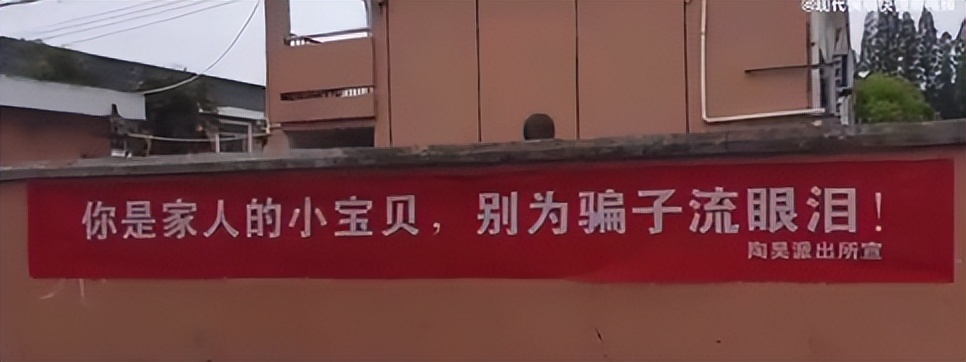 你是家人的小宝贝，别为骗子流眼泪！
陶吴派出所宣